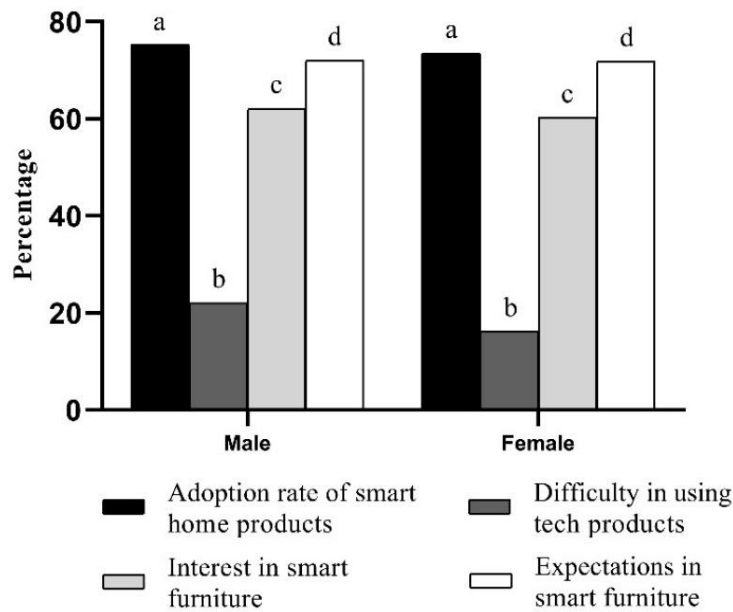 80
60
40
20
0
Percentage
a
b
c
d
a
b
c
d
Male
Female
Adoption rate of smart
home products
Difficulty in using
tech products
Interest in smart
furniture
Expectations in
smart furniture